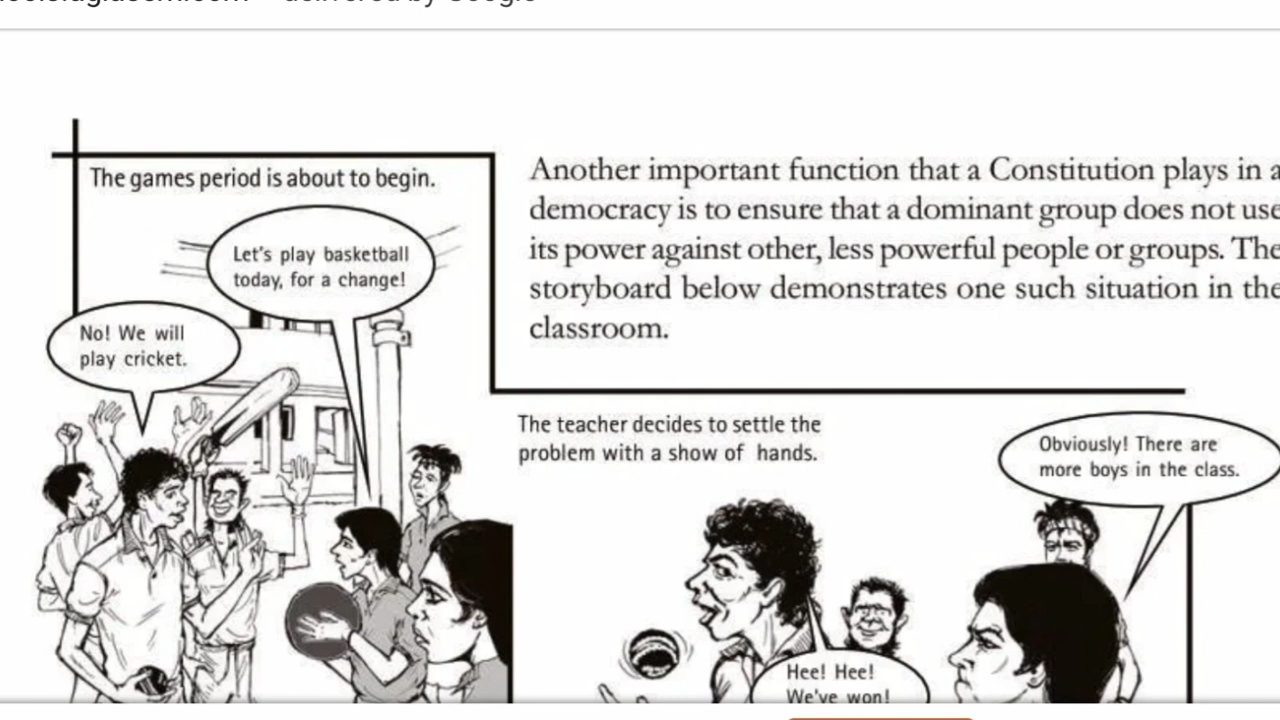 delivered by Google
The games period is about to begin.
Let's play basketball
today, for a change!
No! We will
play cricket.
Another important function that a Constitution plays in a
democracy is to ensure that a dominant group does not use
its power against other, less powerful people or groups. The
storyboard below demonstrates one such situation in the
classroom.
The teacher decides to settle the
problem with a show of hands.
Obviously! There are
more boys in the class.
Hee! Hee!
We've won!